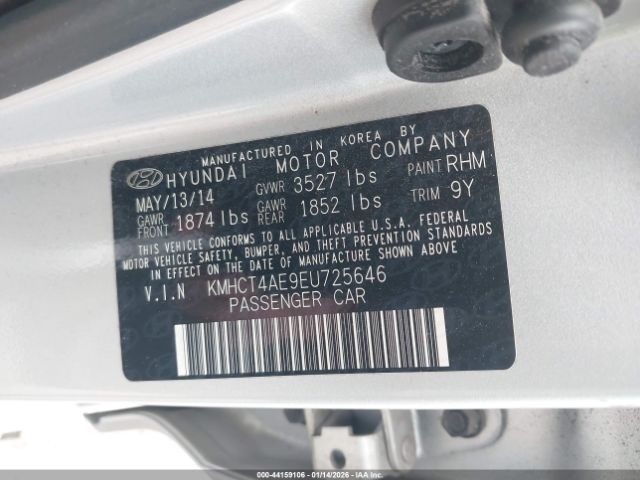 MANUFACTURED IN KOREA BY
HYUNDAI MOTOR COMPANY
MAY/13/14 GVWR 3527 lbs PAINT RHM
GAWR FRONT 1874 lbs GAWR REAR 1852 lbs TRIM 9Y
THIS VEHICLE CONFORMS TO ALL APPLICABLE U.S.A. FEDERAL
MOTOR VEHICLE SAFETY, BUMPER, AND THEFT PREVENTION STANDARDS
IN EFFECT ON THE DATE OF MANUFACTURE SHOWN ABOVE.
V.I.N KMHCT4AE9EU725646
PASSENGER CAR
000-44159106 | 01/14/2026 | IAAI.COM